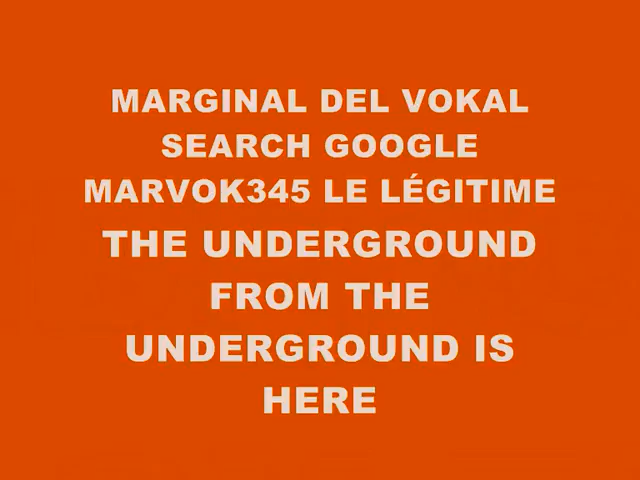 MARGINAL DEL VOKAL
SEARCH GOOGLE
MARVOK345 LE LÉGITIME
THE UNDERGROUND
FROM THE
UNDERGROUND IS
HERE